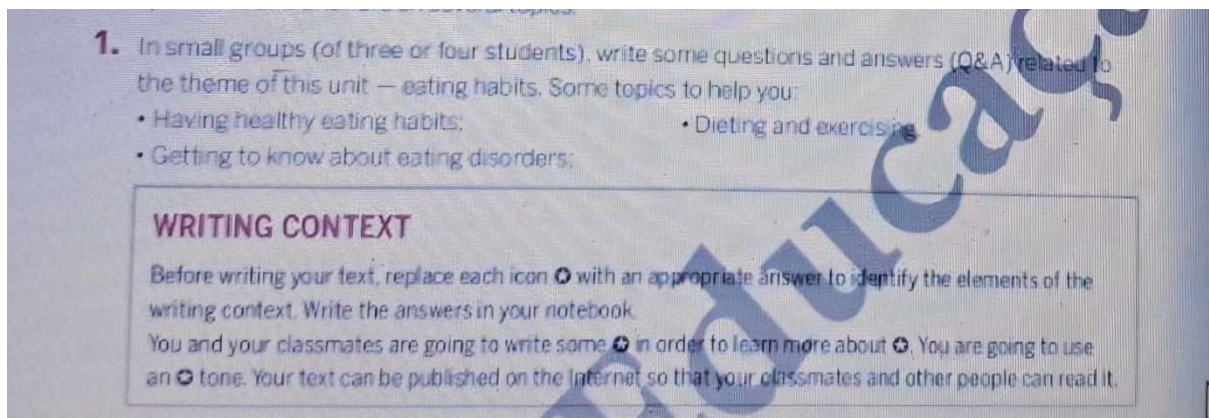 1. In small groups (of three or four students), write some questions and answers (Q&A) related to
the theme of this unit — eating habits. Some topics to help you:
• Having healthy eating habits;
• Dieting and exercising.
• Getting to know about eating disorders;
WRITING CONTEXT
Before writing your text, replace each icon ✪ with an appropriate answer to identify the elements of the
writing context. Write the answers in your notebook.
You and your classmates are going to write some ✪ in order to learn more about ✪. You are going to use
an ✪ tone. Your text can be published on the Internet so that your classmates and other people can read it.
Educaç